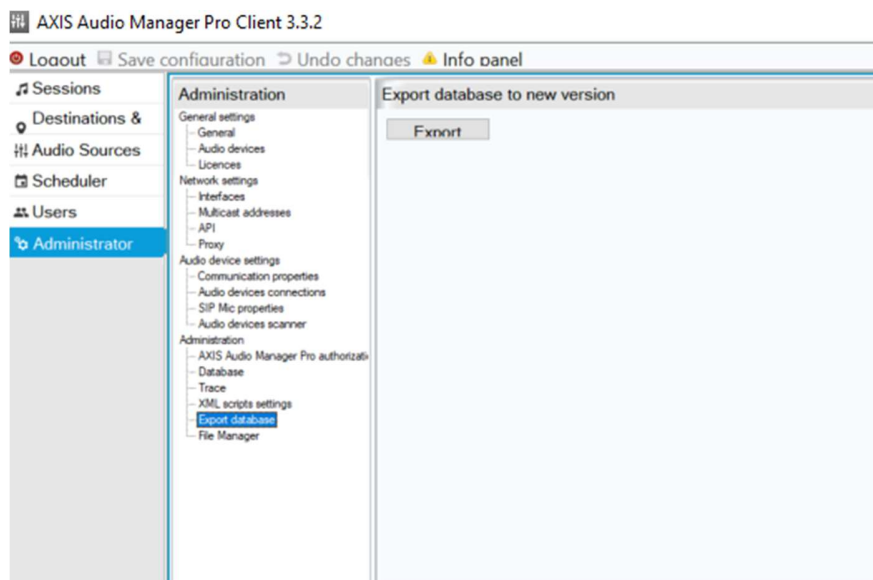 AXIS Audio Manager Pro Client 3.3.2
Logout Save configuration Undo changes Info panel
Sessions
Destinations &
Audio Sources
Scheduler
Users
Administrator
Administration
General settings
General
Audio devices
Licences
Network settings
Interfaces
Multicast addresses
API
Proxy
Audio device settings
Communication properties
Audio devices connections
SIP Mic properties
Audio devices scanner
Administration
AXIS Audio Manager Pro authorizati
Database
Trace
XML scripts settings
Export database
File Manager
Export database to new version
Export